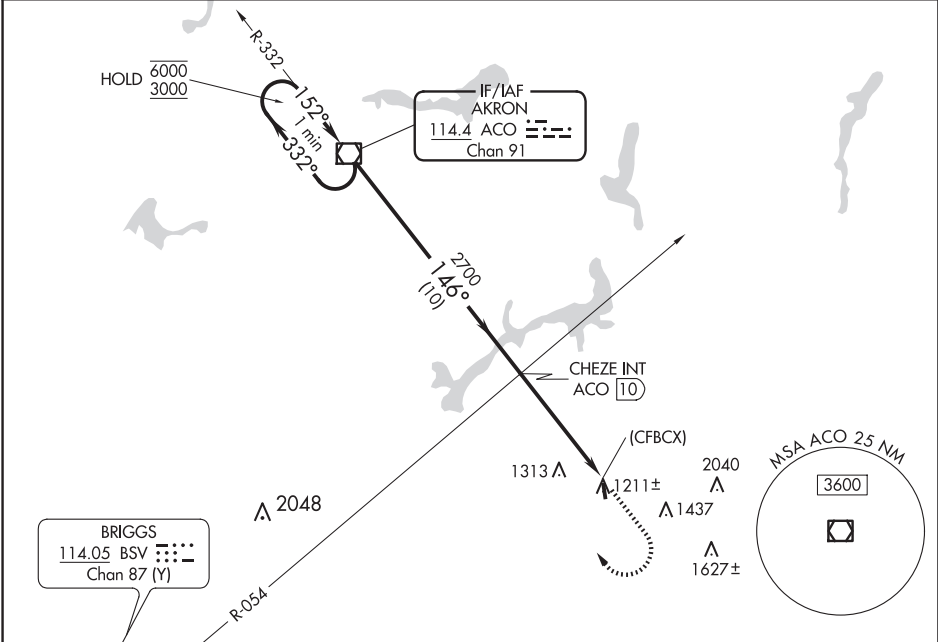 R-332
HOLD
6000
3000
152°
1 min
332°
IF/IAF
AKRON
114.4 ACO
Chan 91
2700
146°
(10)
CHEZE INT
ACO 10
(CFBCX)
1313
1211±
2040
1437
1627±
2048
MSA ACO 25 NM
3600
BRIGGS
114.05 BSV
Chan 87 (Y)
R-054